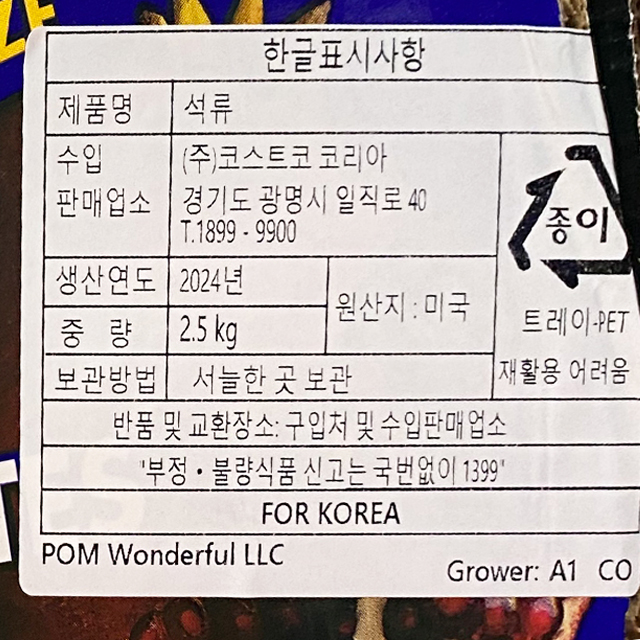 ZE
한글표시사항
제품명 석류
수입 (주)코스트코 코리아
판매업소 경기도 광명시 일직로 40
T.1899 - 9900
종이
생산연도 2024년
원산지 : 미국
중 량 2.5 kg
트레이-PET
보관방법 서늘한 곳 보관
재활용 어려움
반품 및 교환장소: 구입처 및 수입판매업소
"부정·불량식품 신고는 국번없이 1399"
FOR KOREA
POM Wonderful LLC
Grower: A1 CO